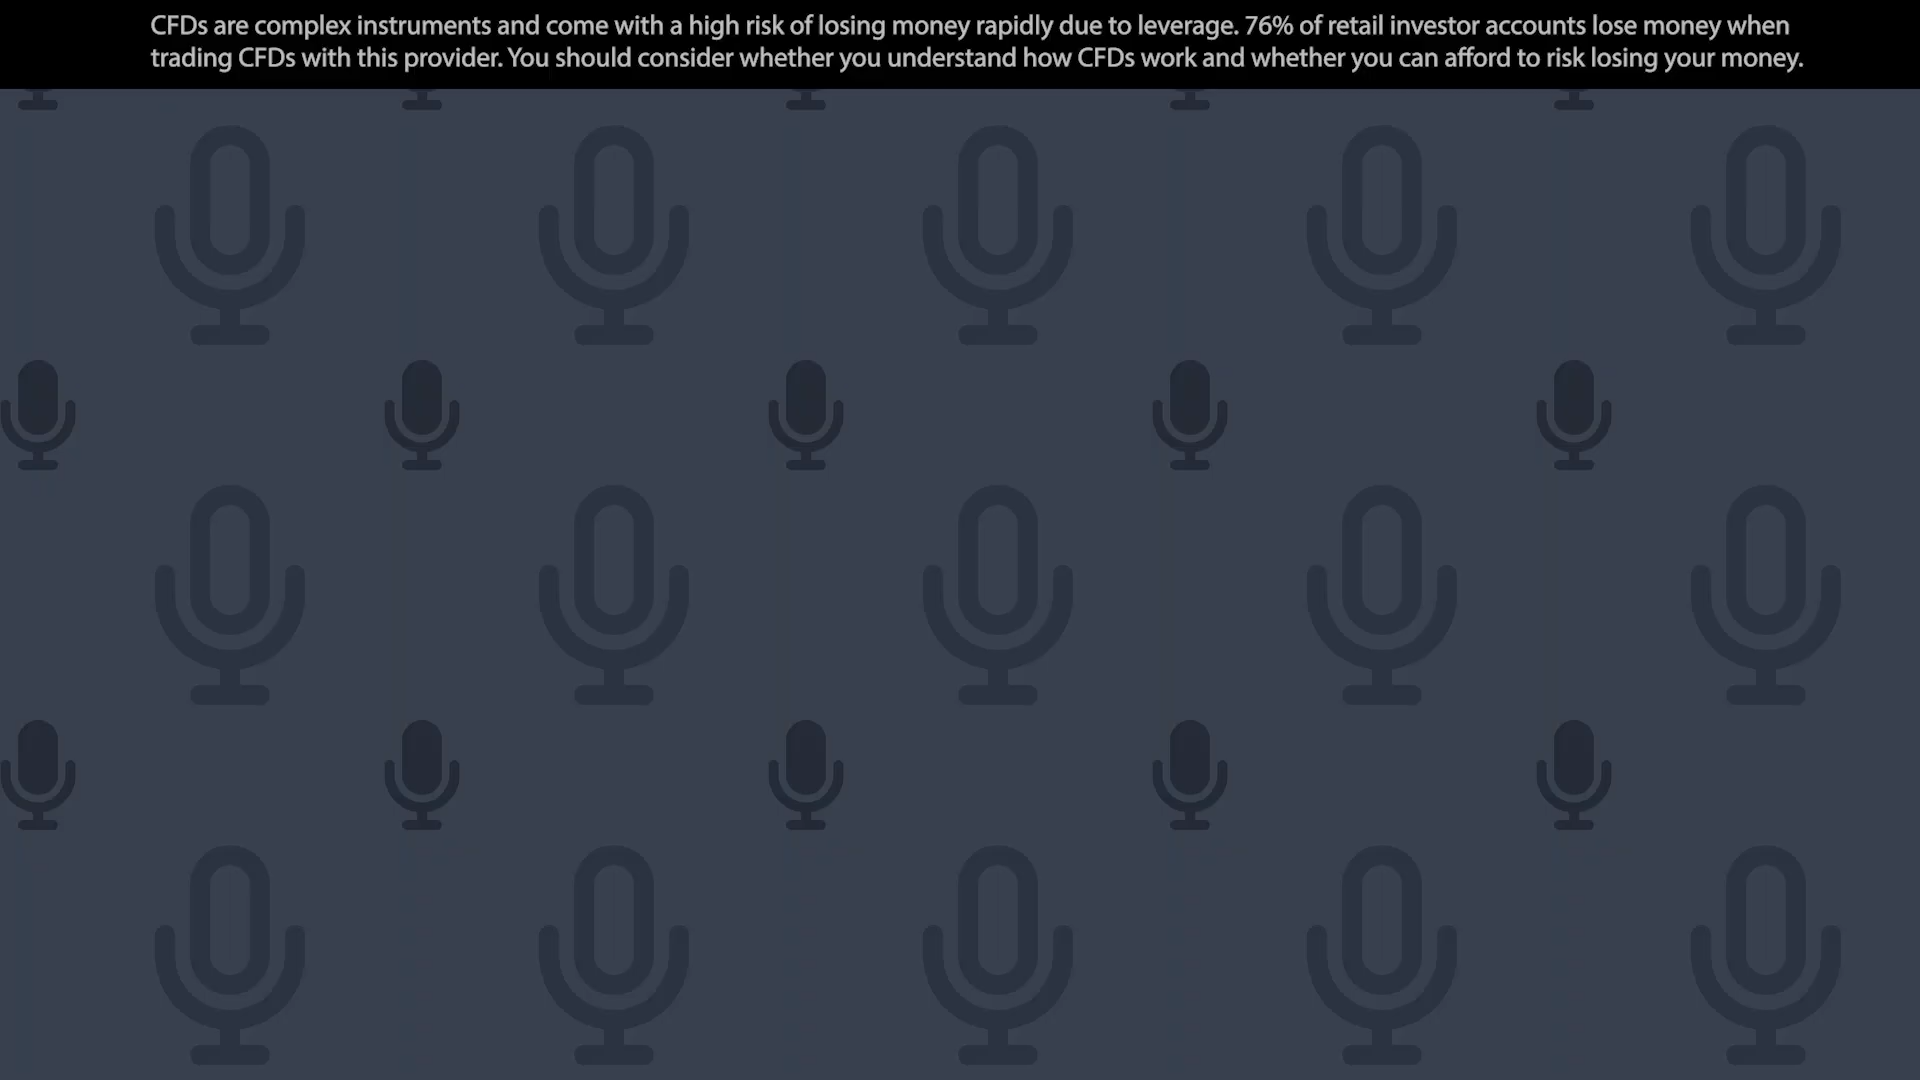 CFDs are complex instruments and come with a high risk of losing money rapidly due to leverage. 76% of retail investor accounts lose money when
trading CFDs with this provider. You should consider whether you understand how CFDs work and whether you can afford to risk losing your money.